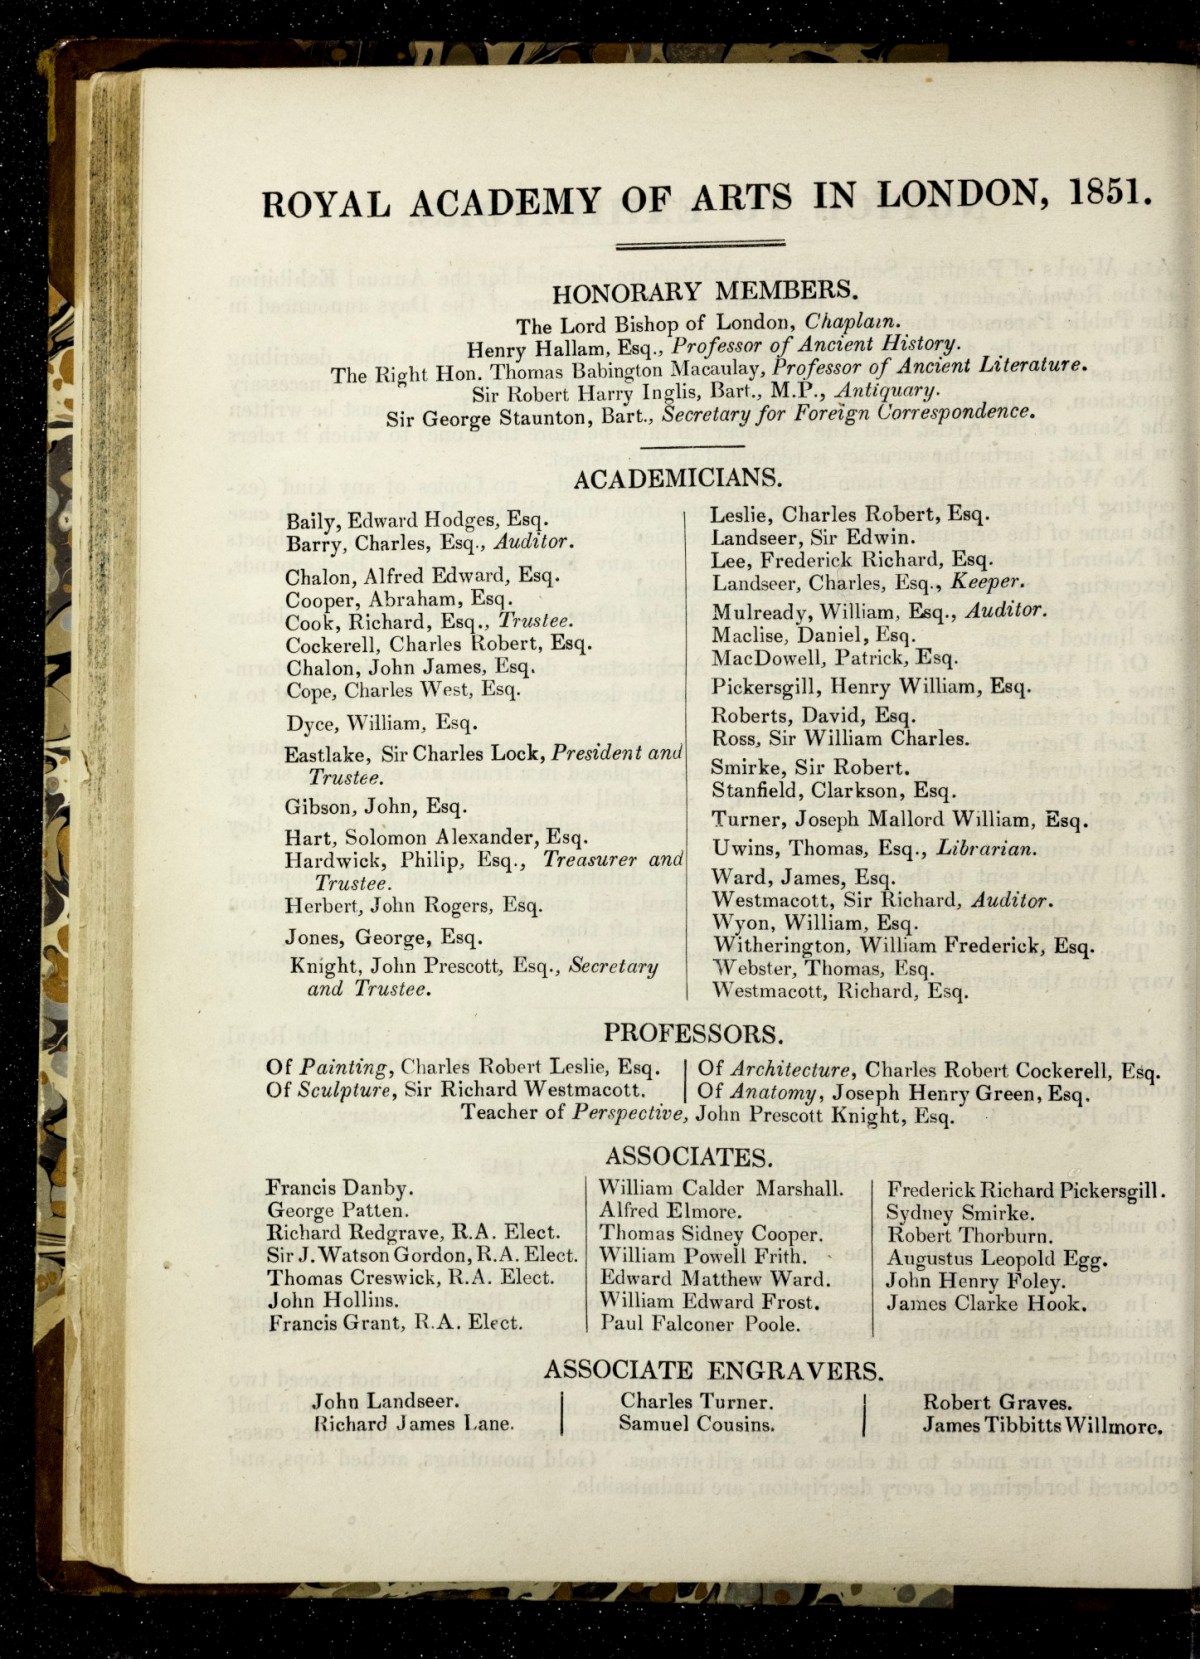 ROYAL ACADEMY OF ARTS IN LONDON, 1851.
HONORARY MEMBERS.
The Lord Bishop of London, Chaplain.
Henry Hallam, Esq., Professor of Ancient History.
The Right Hon. Thomas Babington Macaulay, Professor of Ancient Literature.
Sir Robert Harry Inglis, Bart., M.P., Antiquary.
Sir George Staunton, Bart., Secretary for Foreign Correspondence.
ACADEMICIANS.
Baily, Edward Hodges, Esq.
Barry, Charles, Esq., Auditor.
Chalon, Alfred Edward, Esq.
Cooper, Abraham, Esq.
Cook, Richard, Esq., Trustee.
Cockerell, Charles Robert, Esq.
Chalon, John James, Esq.
Cope, Charles West, Esq.
Dyce, William, Esq.
Eastlake, Sir Charles Lock, President and
Trustee.
Gibson, John, Esq.
Hart, Solomon Alexander, Esq.
Hardwick, Philip, Esq., Treasurer and
Trustee.
Herbert, John Rogers, Esq.
Jones, George, Esq.
Knight, John Prescott, Esq., Secretary
and Trustee.
Leslie, Charles Robert, Esq.
Landseer, Sir Edwin.
Lee, Frederick Richard, Esq.
Landseer, Charles, Esq., Keeper.
Mulready, William, Esq., Auditor.
Maclise, Daniel, Esq.
MacDowell, Patrick, Esq.
Pickersgill, Henry William, Esq.
Roberts, David, Esq.
Ross, Sir William Charles.
Smirke, Sir Robert.
Stanfield, Clarkson, Esq.
Turner, Joseph Mallord William, Esq.
Uwins, Thomas, Esq., Librarian.
Ward, James, Esq.
Westmacott, Sir Richard, Auditor.
Wyon, William, Esq.
Witherington, William Frederick, Esq.
Webster, Thomas, Esq.
Westmacott, Richard, Esq.
PROFESSORS.
Of Painting, Charles Robert Leslie, Esq.
Of Sculpture, Sir Richard Westmacott.
Of Architecture, Charles Robert Cockerell, Esq.
Of Anatomy, Joseph Henry Green, Esq.
Teacher of Perspective, John Prescott Knight, Esq.
ASSOCIATES.
Francis Danby.
George Patten.
Richard Redgrave, R.A. Elect.
Sir J. Watson Gordon, R.A. Elect.
Thomas Creswick, R.A. Elect.
John Hollins.
Francis Grant, R.A. Elect.
William Calder Marshall.
Alfred Elmore.
Thomas Sidney Cooper.
William Powell Frith.
Edward Matthew Ward.
William Edward Frost.
Paul Falconer Poole.
Frederick Richard Pickersgill.
Sydney Smirke.
Robert Thorburn.
Augustus Leopold Egg.
John Henry Foley.
James Clarke Hook.
ASSOCIATE ENGRAVERS.
John Landseer.
Richard James Lane.
Charles Turner.
Samuel Cousins.
Robert Graves.
James Tibbitts Willmore.